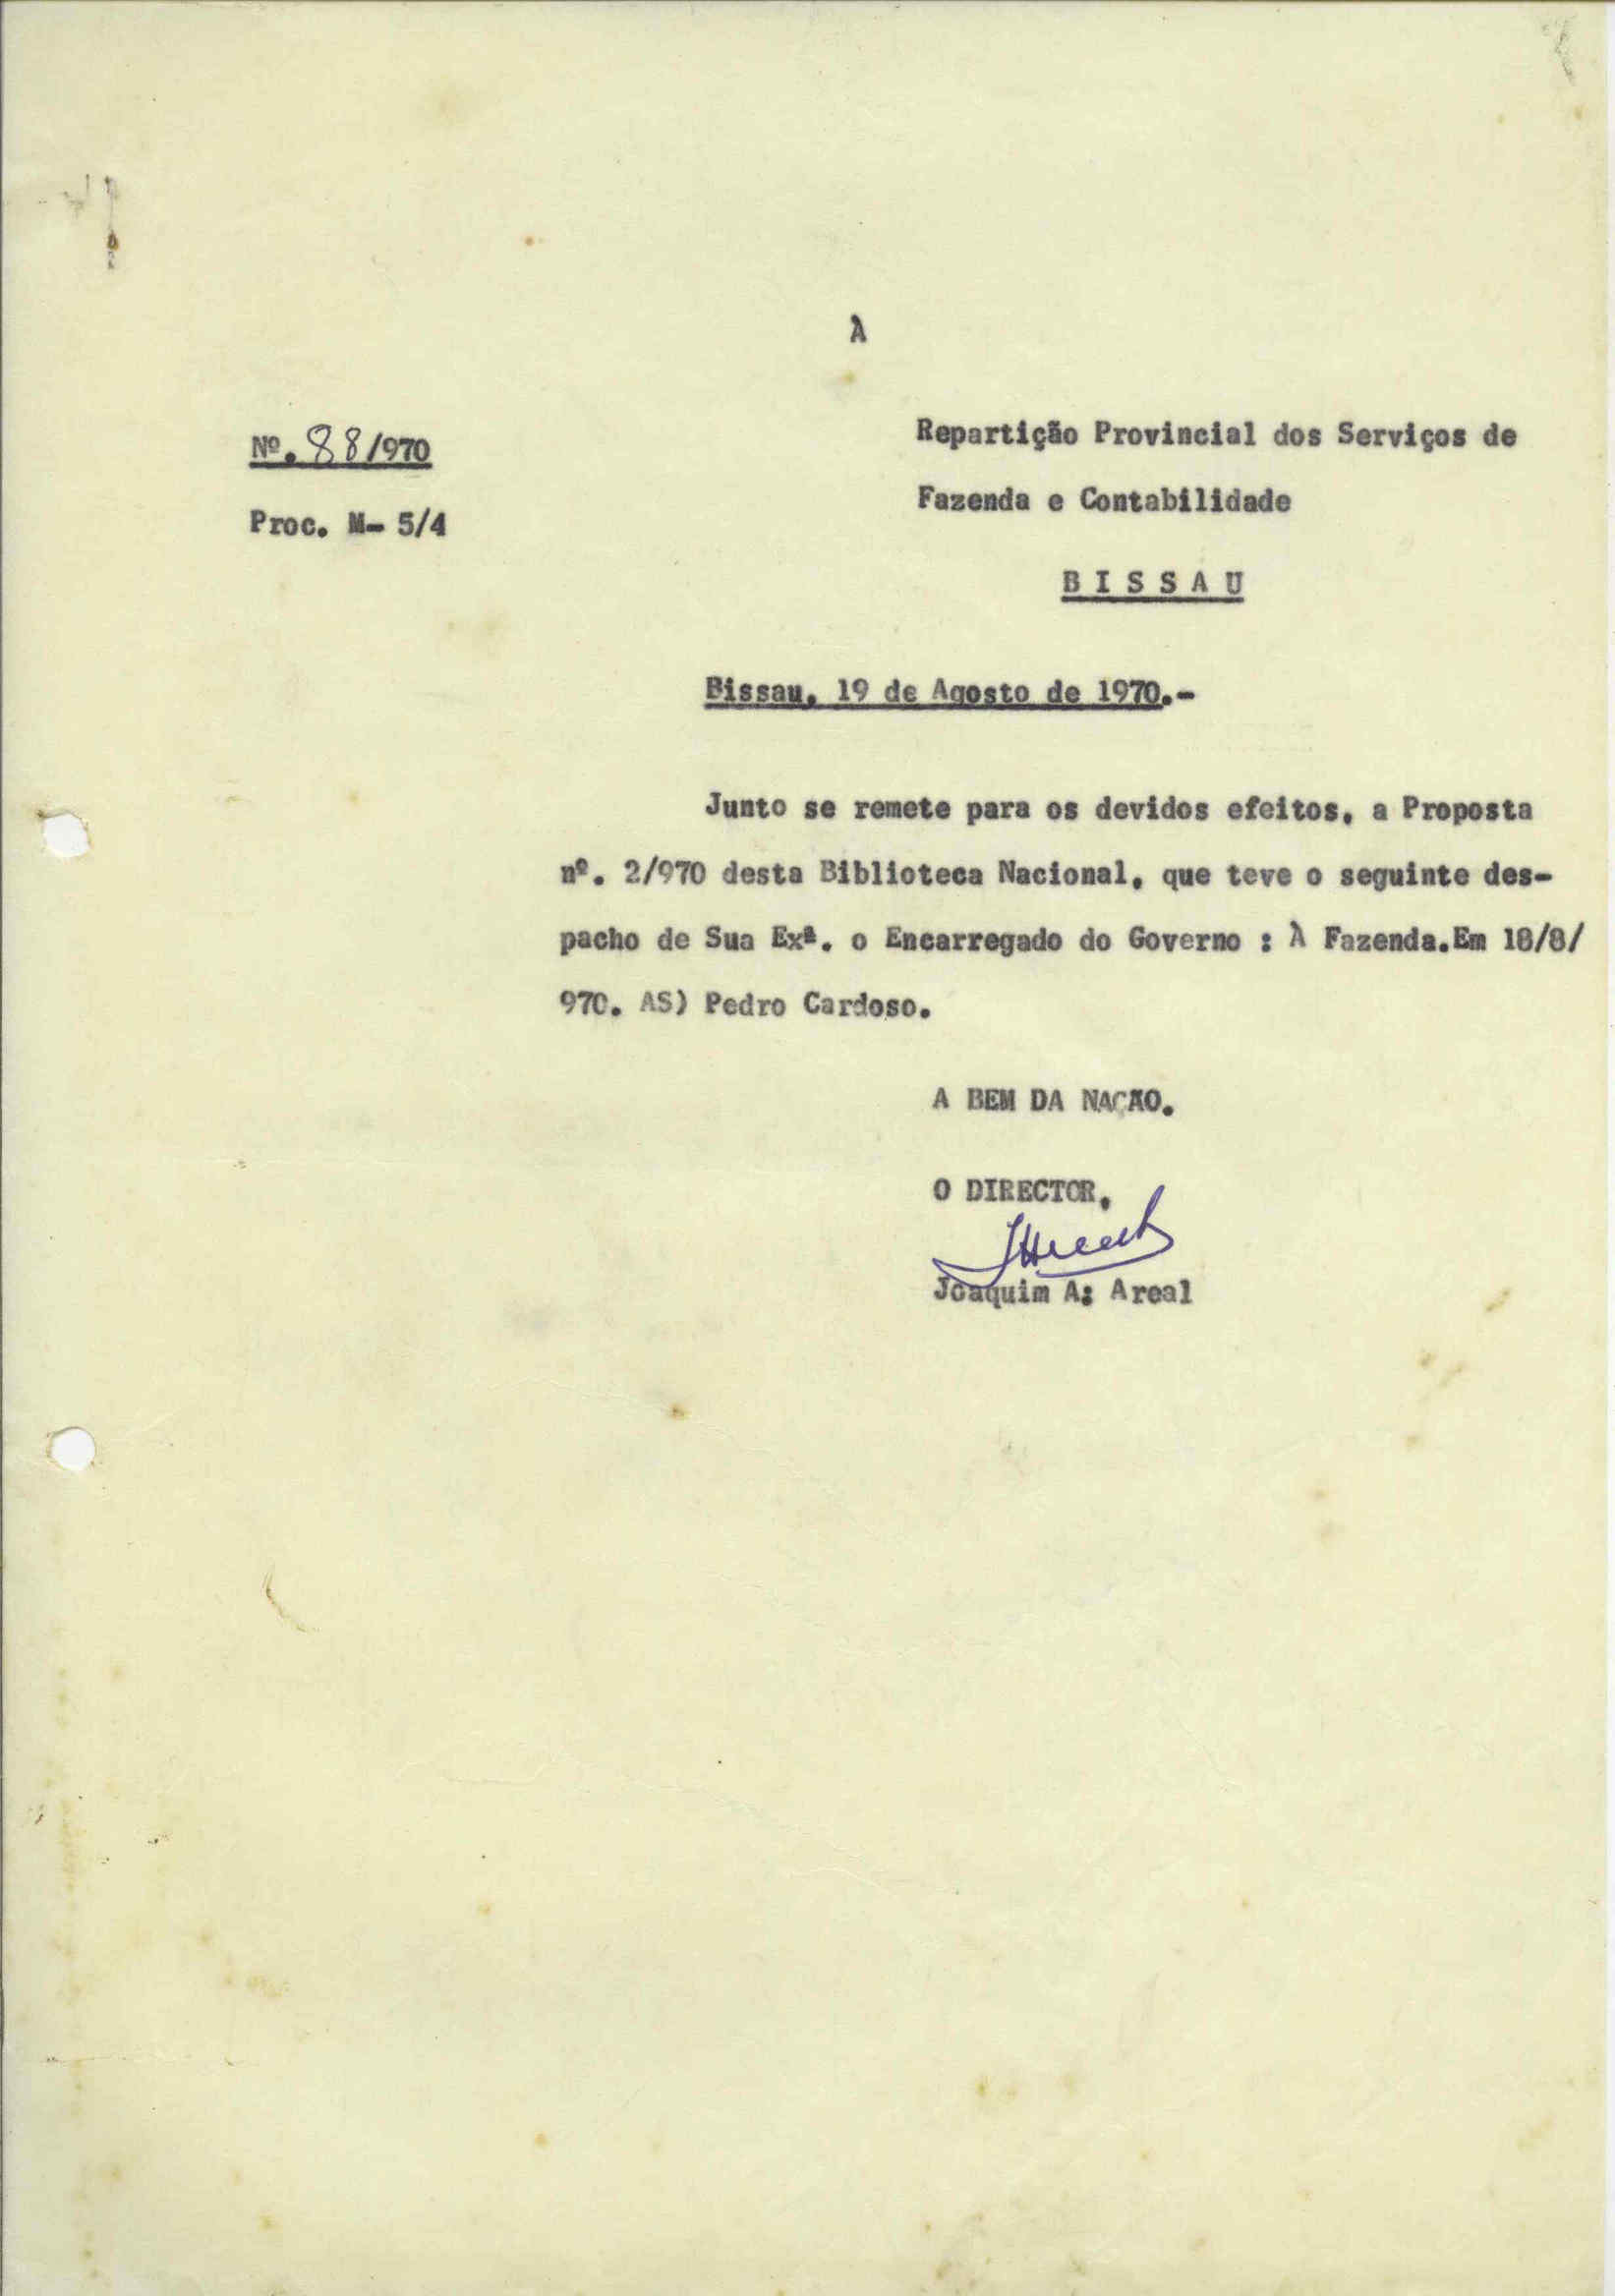 À
Nº. 88/970
Proc. M- 5/4
Repartição Provincial dos Serviços de
Fazenda e Contabilidade
B I S S A U
Bissau, 19 de Agosto de 1970.-
Junto se remete para os devidos efeitos, a Proposta
nº. 2/970 desta Biblioteca Nacional, que teve o seguinte des-
pacho de Sua Exª. o Encarregado do Governo : À Fazenda.Em 18/8/
970. AS) Pedro Cardoso.
A BEM DA NAÇÃO.
O DIRECTOR,
Joaquim A: Areal